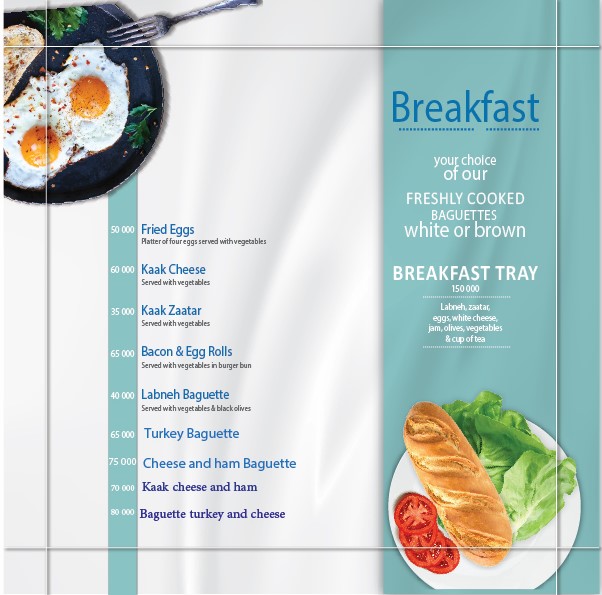 Breakfast
your choice
of our
FRESHLY COOKED
BAGUETTES
white or brown
BREAKFAST TRAY
150 000
Labneh, zaatar,
eggs, white cheese,
jam, olives, vegetables
& cup of tea
50 000 Fried Eggs
Platter of four eggs served with vegetables
60 000 Kaak Cheese
Served with vegetables
35 000 Kaak Zaatar
Served with vegetables
65 000 Bacon & Egg Rolls
Served with vegetables in burger bun
40 000 Labneh Baguette
Served with vegetables & black olives
65 000 Turkey Baguette
75 000 Cheese and ham Baguette
70 000 Kaak cheese and ham
80 000 Baguette turkey and cheese